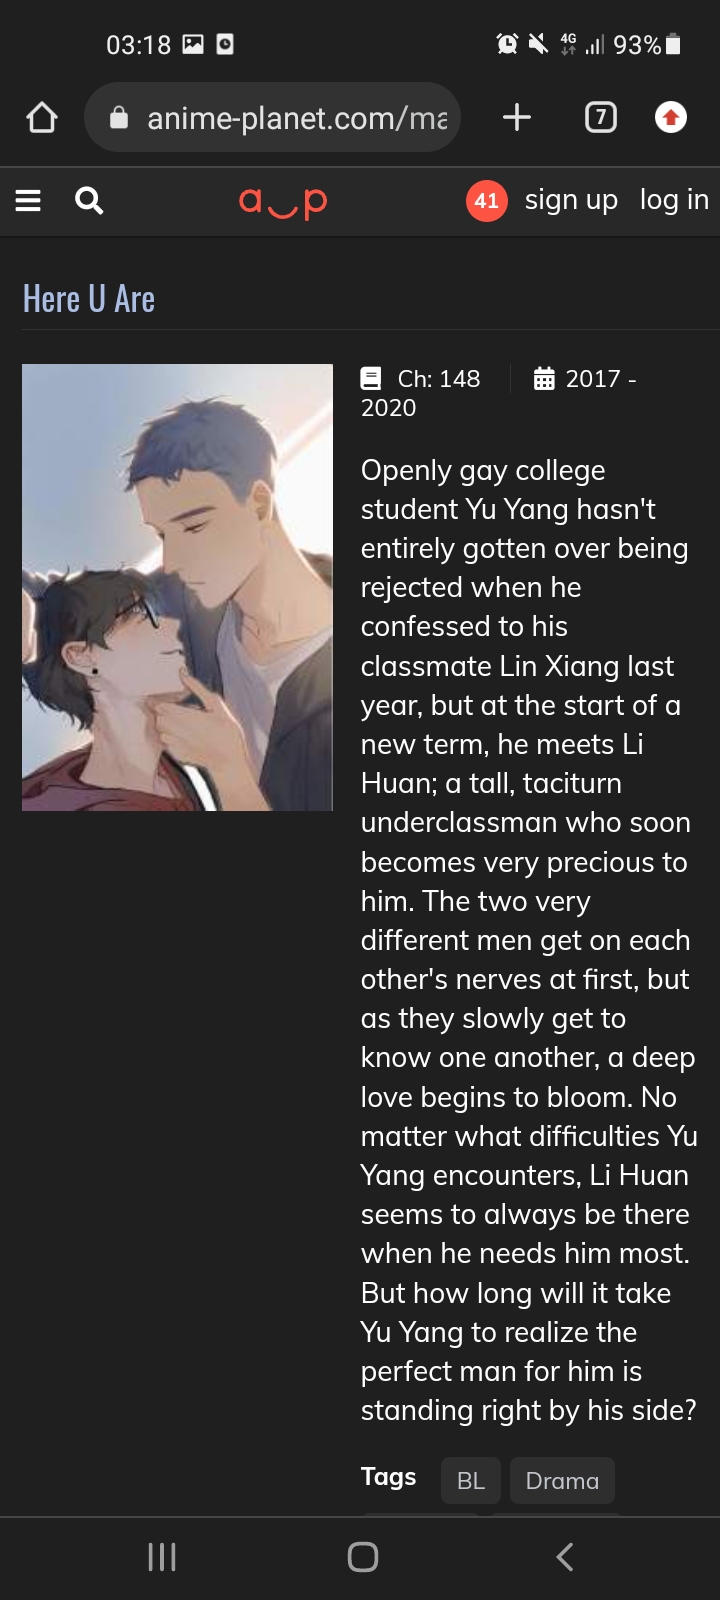 03:18 4G 93%
anime-planet.com/ma 7
a‿p 41 sign up log in
Here U Are
Ch: 148 2017 -
2020
Openly gay college
student Yu Yang hasn't
entirely gotten over being
rejected when he
confessed to his
classmate Lin Xiang last
year, but at the start of a
new term, he meets Li
Huan; a tall, taciturn
underclassman who soon
becomes very precious to
him. The two very
different men get on each
other's nerves at first, but
as they slowly get to
know one another, a deep
love begins to bloom. No
matter what difficulties Yu
Yang encounters, Li Huan
seems to always be there
when he needs him most.
But how long will it take
Yu Yang to realize the
perfect man for him is
standing right by his side?
Tags BL Drama